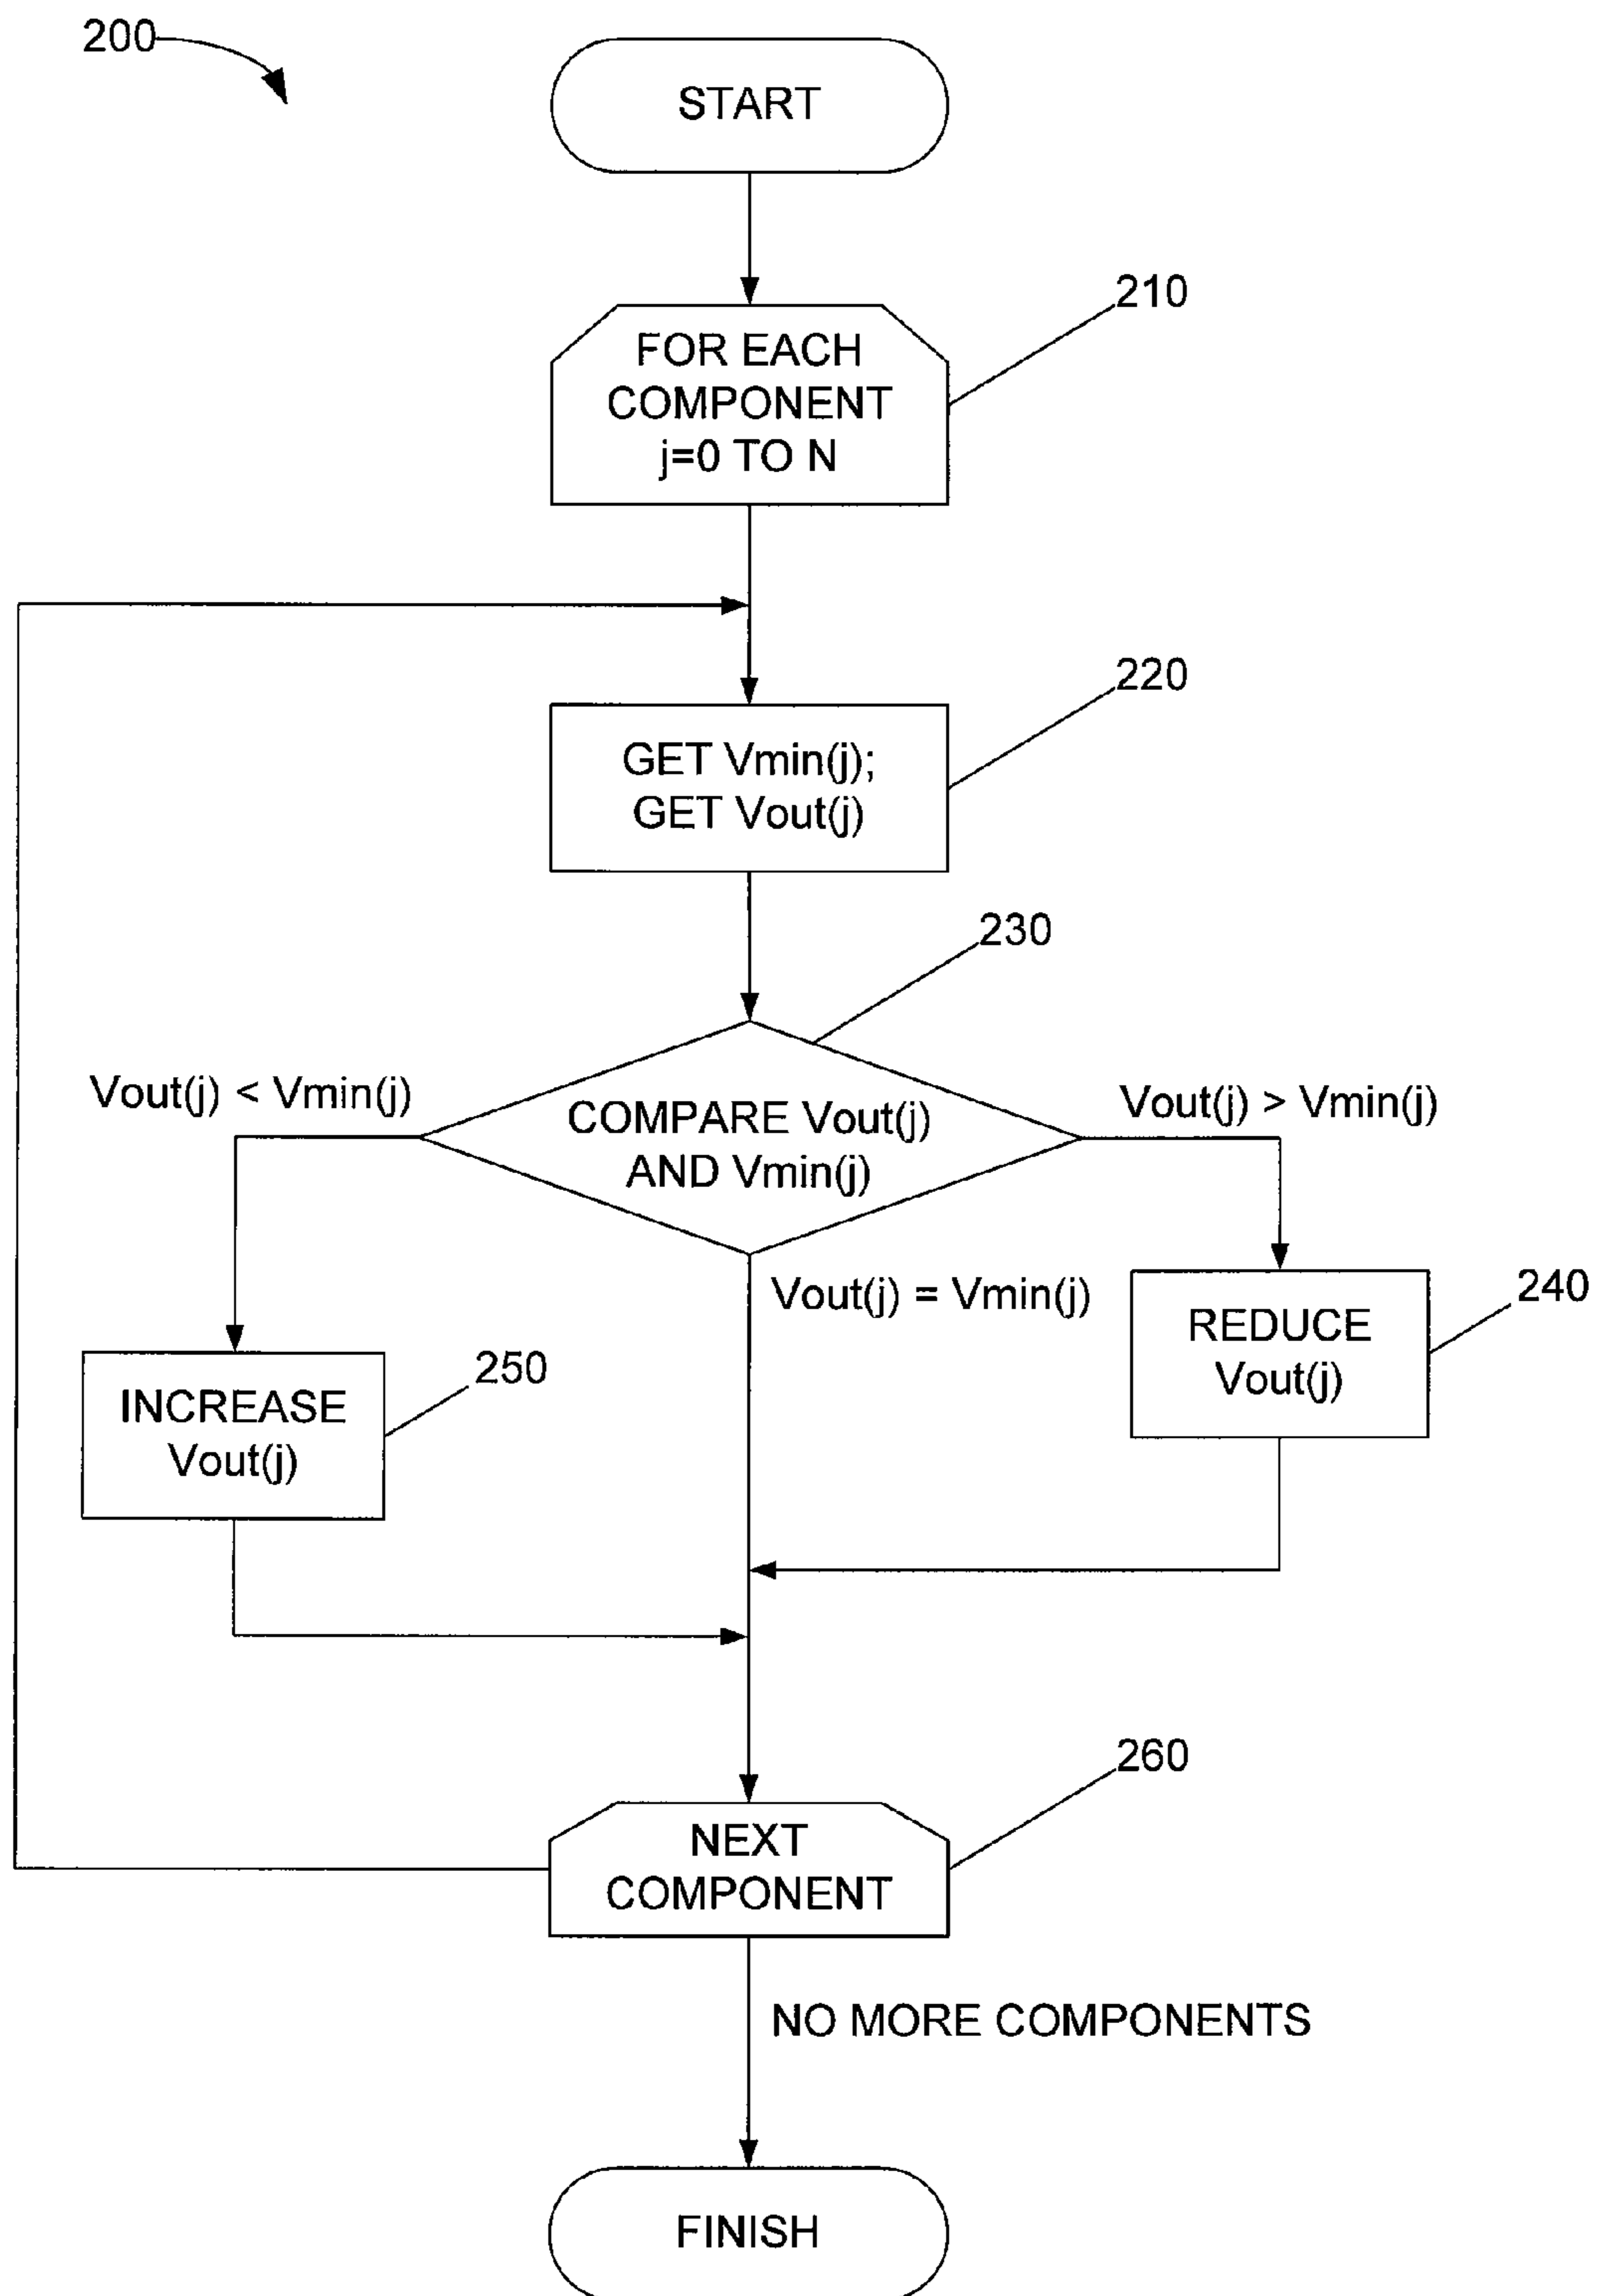 200
START
210
FOR EACH
COMPONENT
j=0 TO N
220
GET Vmin(j);
GET Vout(j)
230
Vout(j) < Vmin(j)
COMPARE Vout(j)
AND Vmin(j)
Vout(j) > Vmin(j)
Vout(j) = Vmin(j)
240
REDUCE
Vout(j)
250
INCREASE
Vout(j)
260
NEXT
COMPONENT
NO MORE COMPONENTS
FINISH